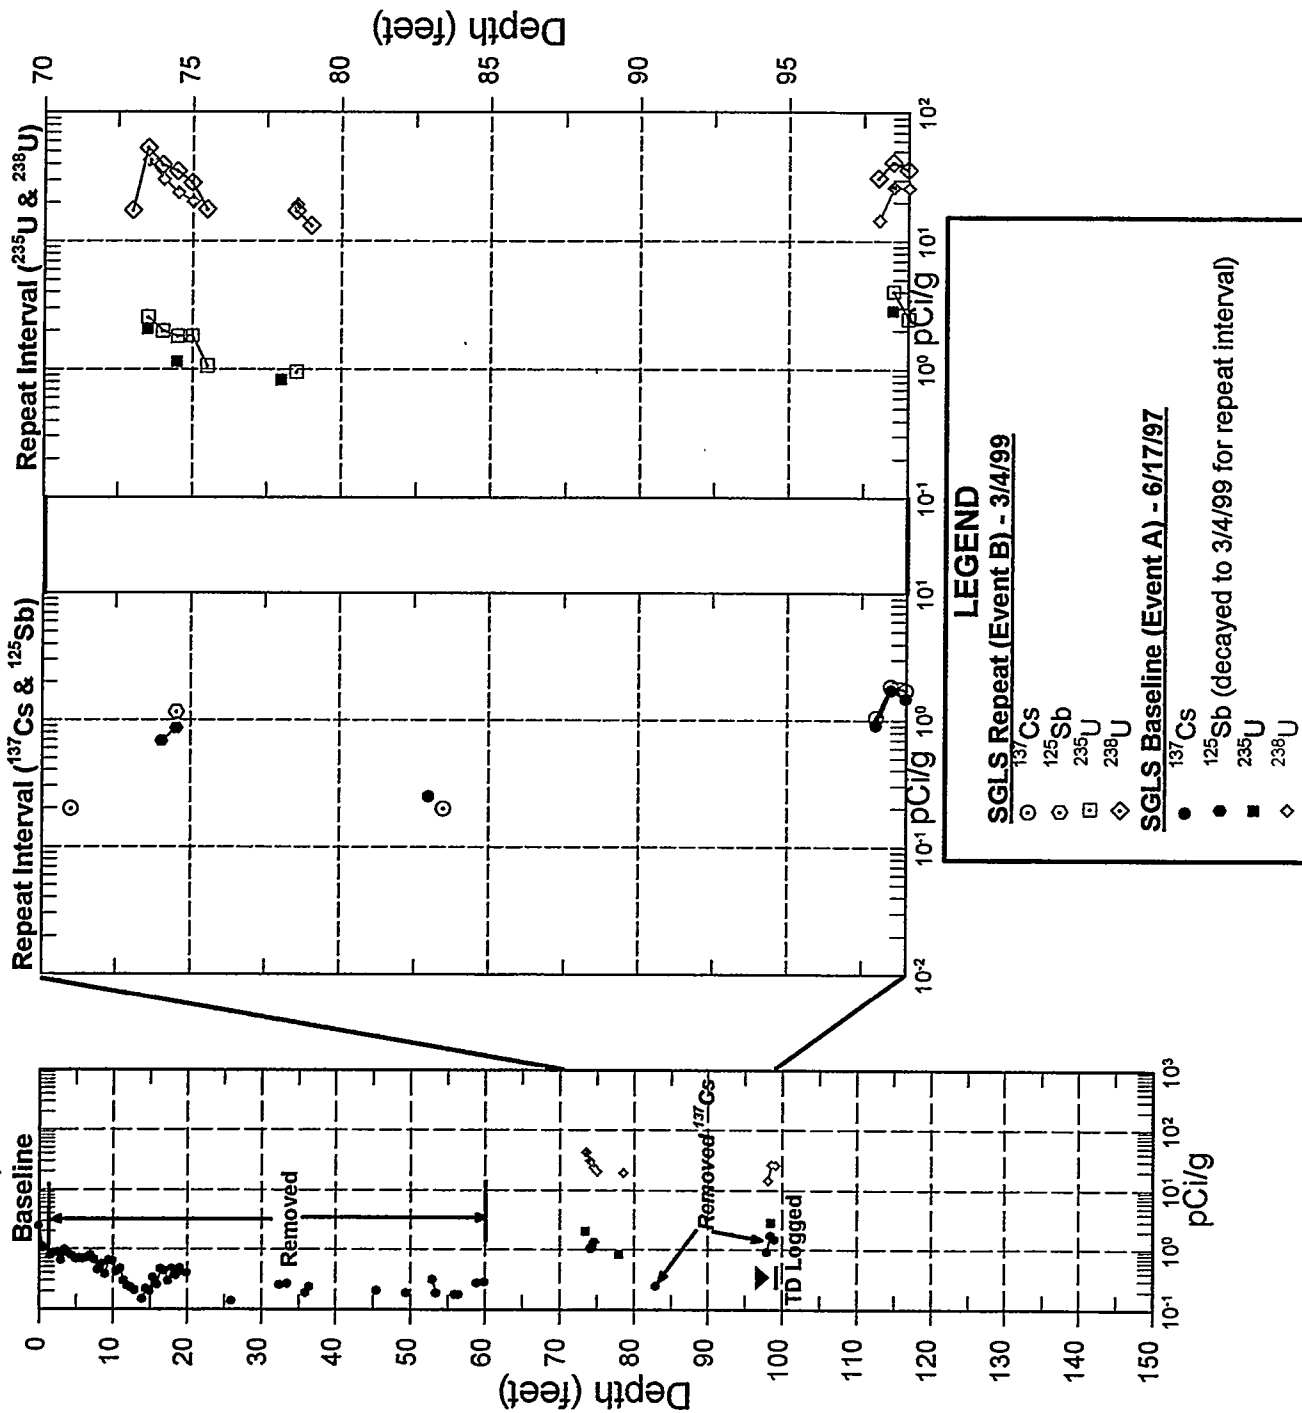 Baseline
Repeat Interval (¹³⁷Cs & ¹²⁵Sb)
Repeat Interval (²³⁵U & ²³⁸U)
Depth (feet)
0
10
20
30
40
50
60
70
80
90
100
110
120
130
140
150
Removed
Removed ¹³⁷Cs
TD Logged
10⁻¹
10⁰
10¹
10²
10³
pCi/g
10⁻²
10⁻¹
10⁰
10¹
pCi/g
10⁻¹
10⁰
10¹
10²
pCi/g
70
75
80
85
90
95
Depth (feet)
LEGEND
SGLS Repeat (Event B) - 3/4/99
¹³⁷Cs
¹²⁵Sb
²³⁵U
²³⁸U
SGLS Baseline (Event A) - 6/17/97
¹³⁷Cs
¹²⁵Sb (decayed to 3/4/99 for repeat interval)
²³⁵U
²³⁸U